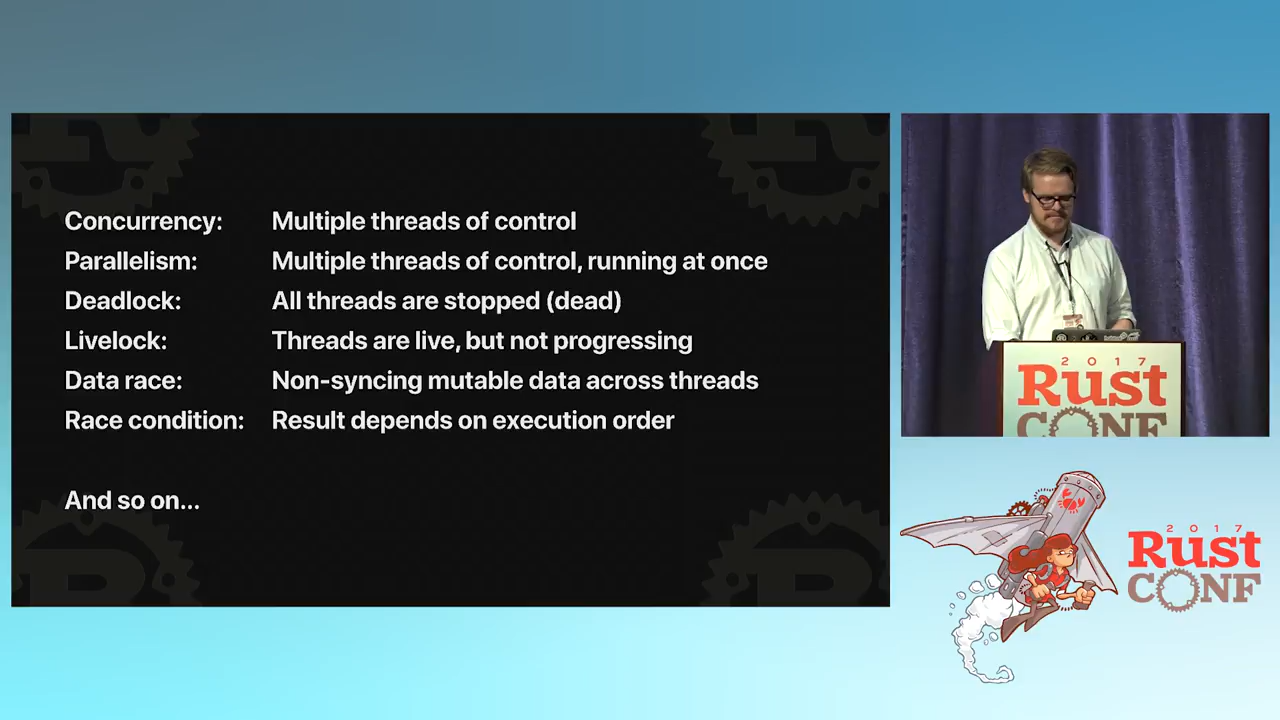 Concurrency: Multiple threads of control
Parallelism: Multiple threads of control, running at once
Deadlock: All threads are stopped (dead)
Livelock: Threads are live, but not progressing
Data race: Non-syncing mutable data across threads
Race condition: Result depends on execution order
And so on...
2017
Rust
CONF
2017
Rust
CONF